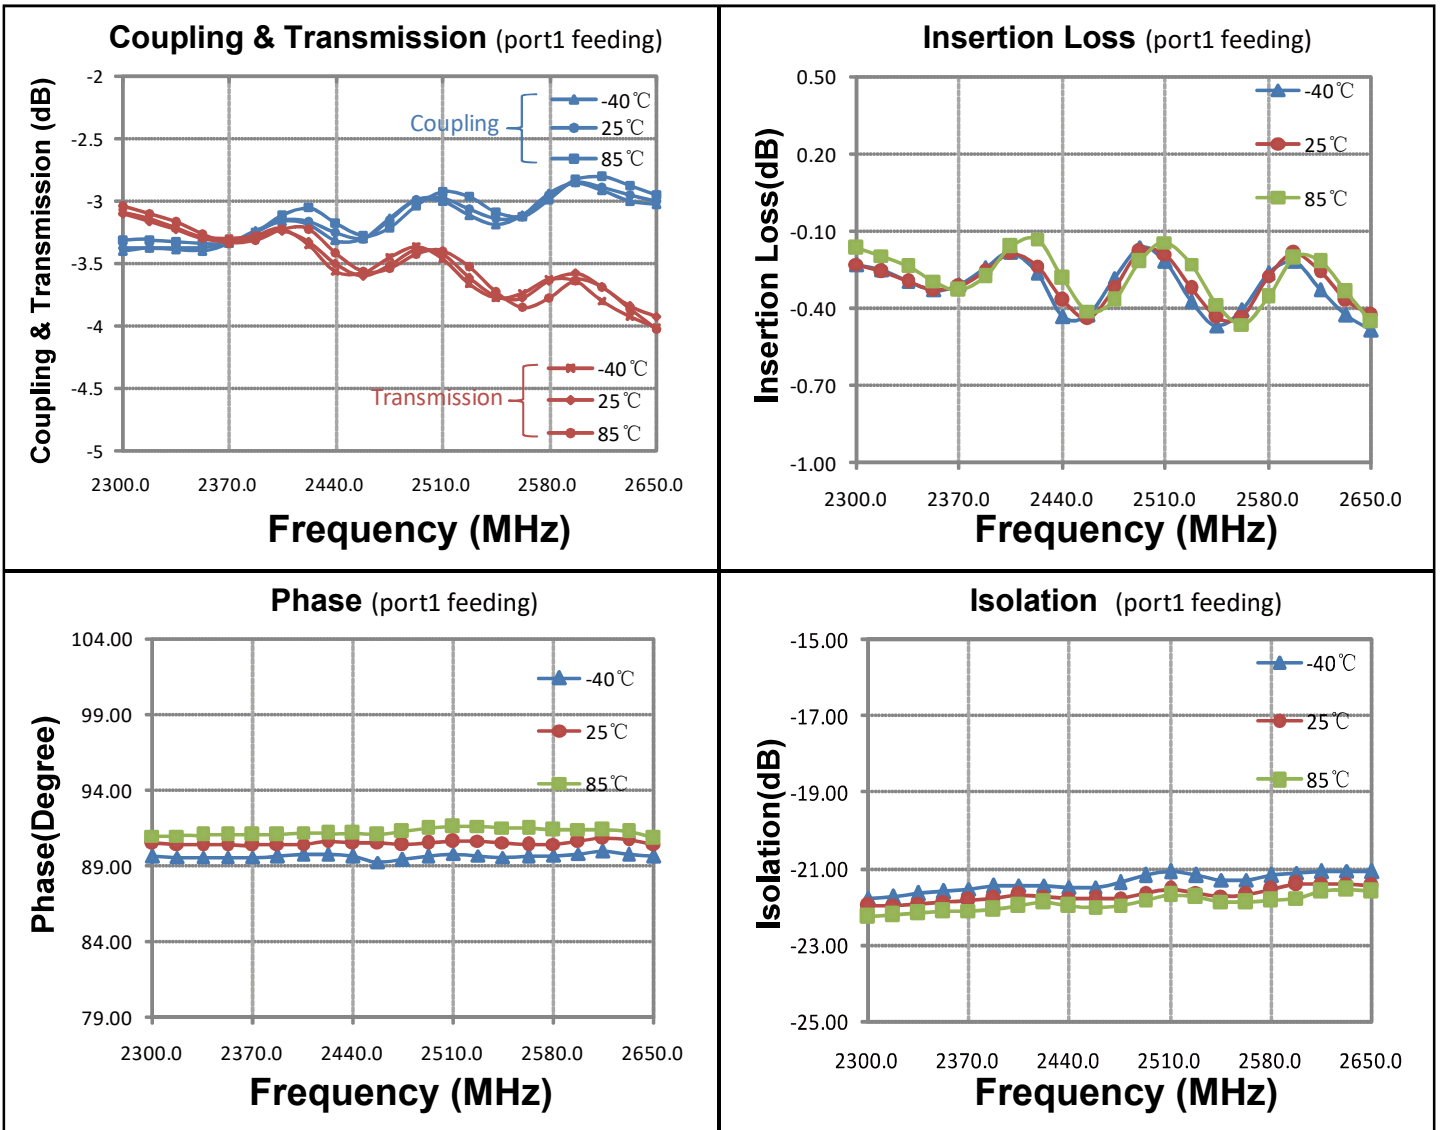 Coupling & Transmission (port1 feeding)
Coupling & Transmission (dB)
-2
-2.5
-3
-3.5
-4
-4.5
-5
Coupling
-40℃
25℃
85℃
Transmission
-40℃
25℃
85℃
2300.0 2370.0 2440.0 2510.0 2580.0 2650.0
Frequency (MHz)
Insertion Loss (port1 feeding)
Insertion Loss(dB)
0.50
0.20
-0.10
-0.40
-0.70
-1.00
-40℃
25℃
85℃
2300.0 2370.0 2440.0 2510.0 2580.0 2650.0
Frequency (MHz)
Phase (port1 feeding)
Phase(Degree)
104.00
99.00
94.00
89.00
84.00
79.00
-40℃
25℃
85℃
2300.0 2370.0 2440.0 2510.0 2580.0 2650.0
Frequency (MHz)
Isolation (port1 feeding)
Isolation(dB)
-15.00
-17.00
-19.00
-21.00
-23.00
-25.00
-40℃
25℃
85℃
2300.0 2370.0 2440.0 2510.0 2580.0 2650.0
Frequency (MHz)